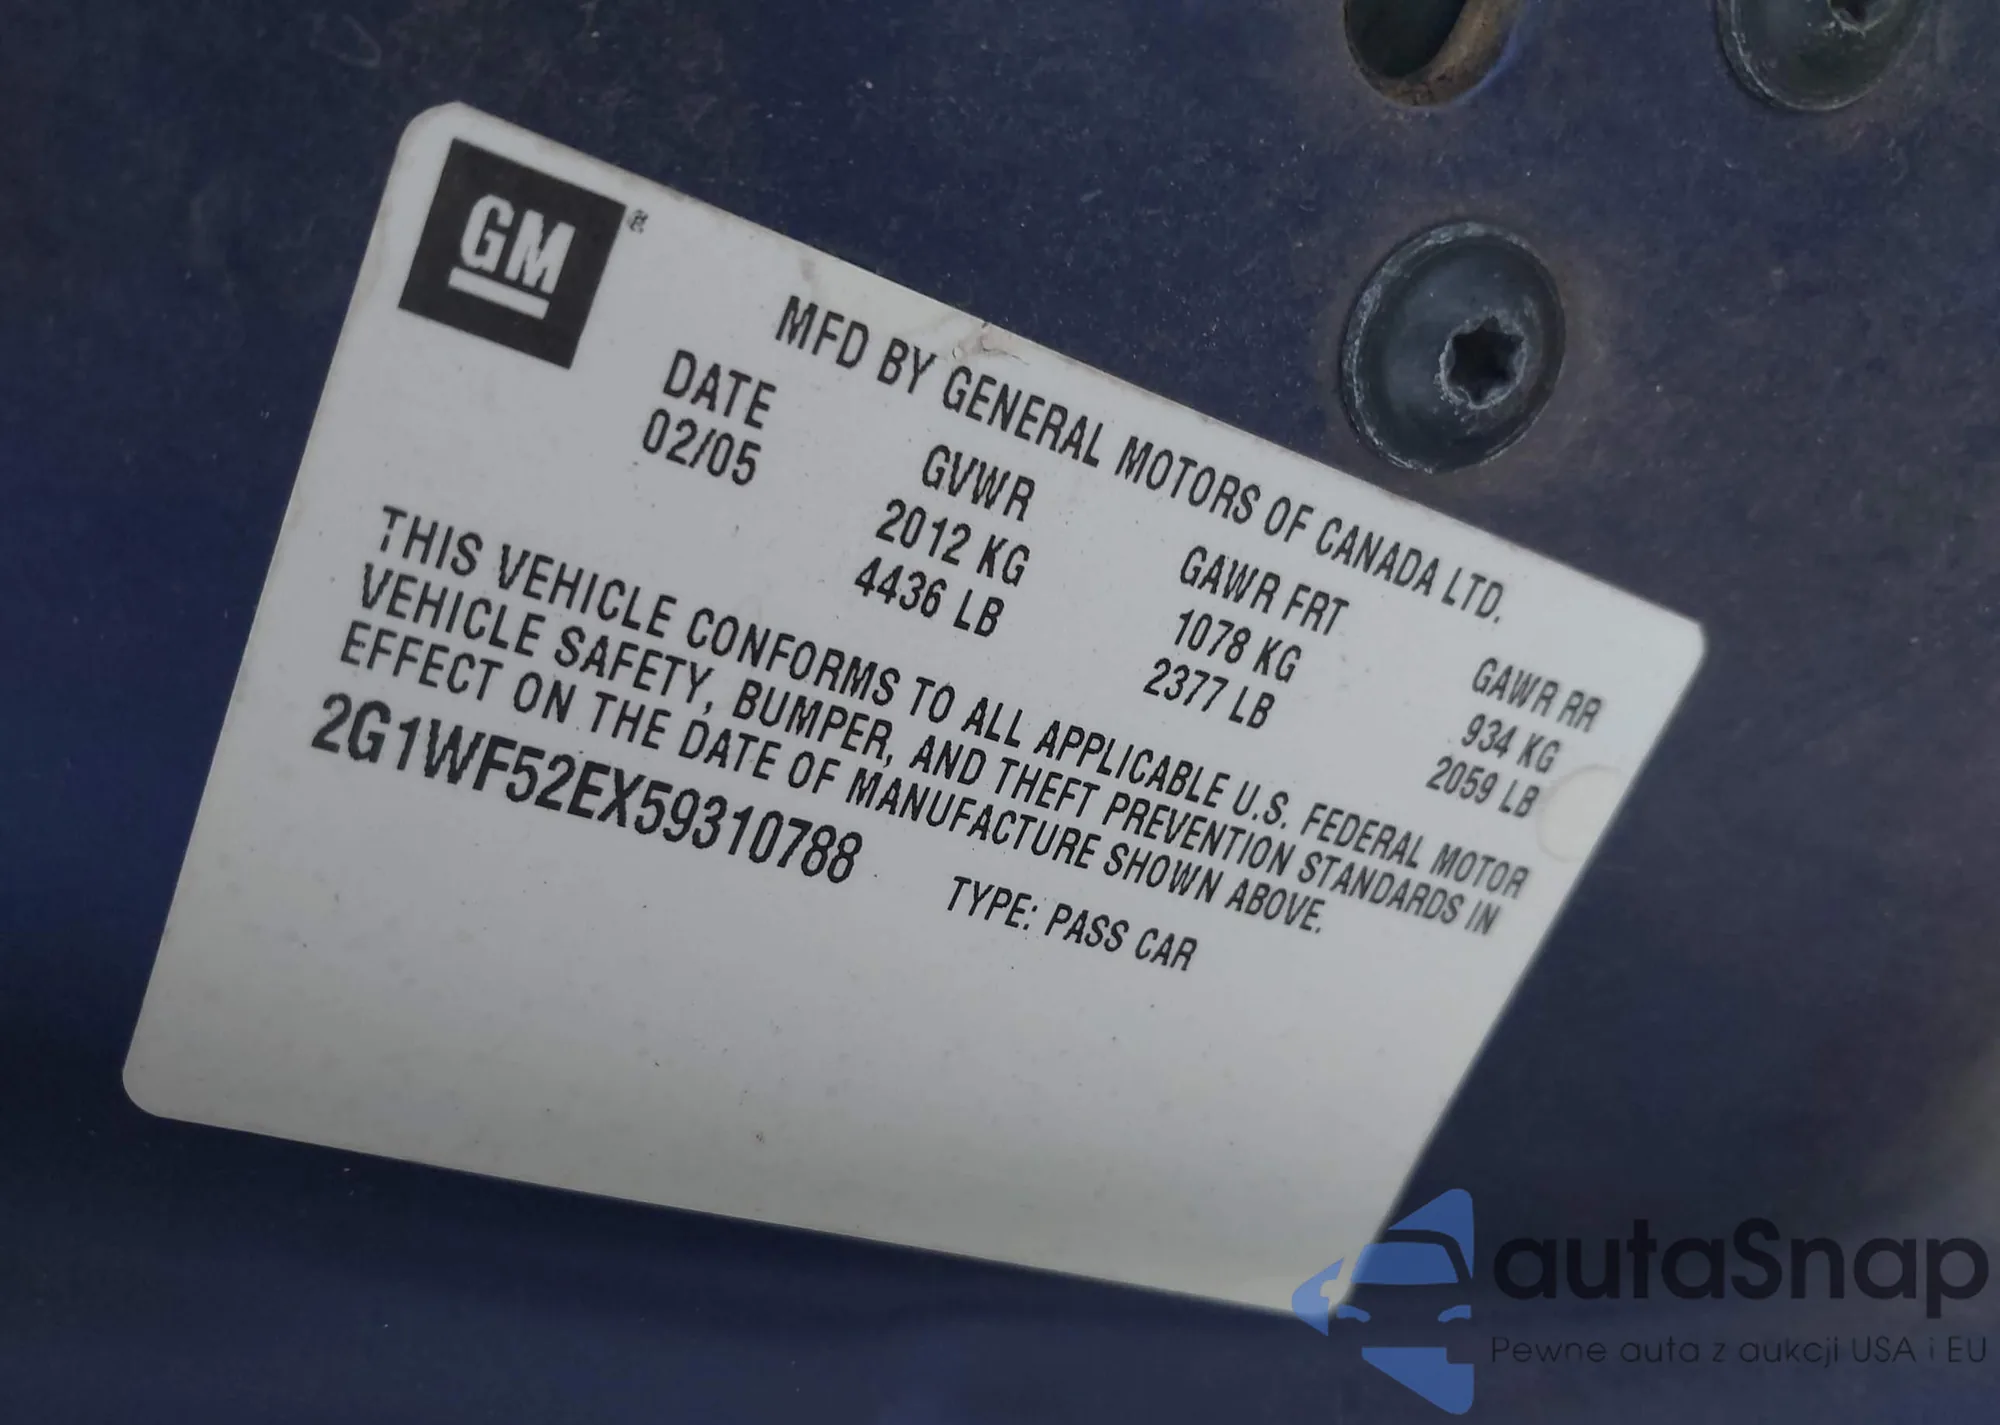 GM®
MFD BY GENERAL MOTORS OF CANADA LTD.
DATE GVWR GAWR FRT GAWR RR
02/05 2012 KG 1078 KG 934 KG
4436 LB 2377 LB 2059 LB
THIS VEHICLE CONFORMS TO ALL APPLICABLE U.S. FEDERAL MOTOR
VEHICLE SAFETY, BUMPER, AND THEFT PREVENTION STANDARDS IN
EFFECT ON THE DATE OF MANUFACTURE SHOWN ABOVE.
2G1WF52EX59310788 TYPE: PASS CAR
autaSnap
Pewne auta z aukcji USA i EU